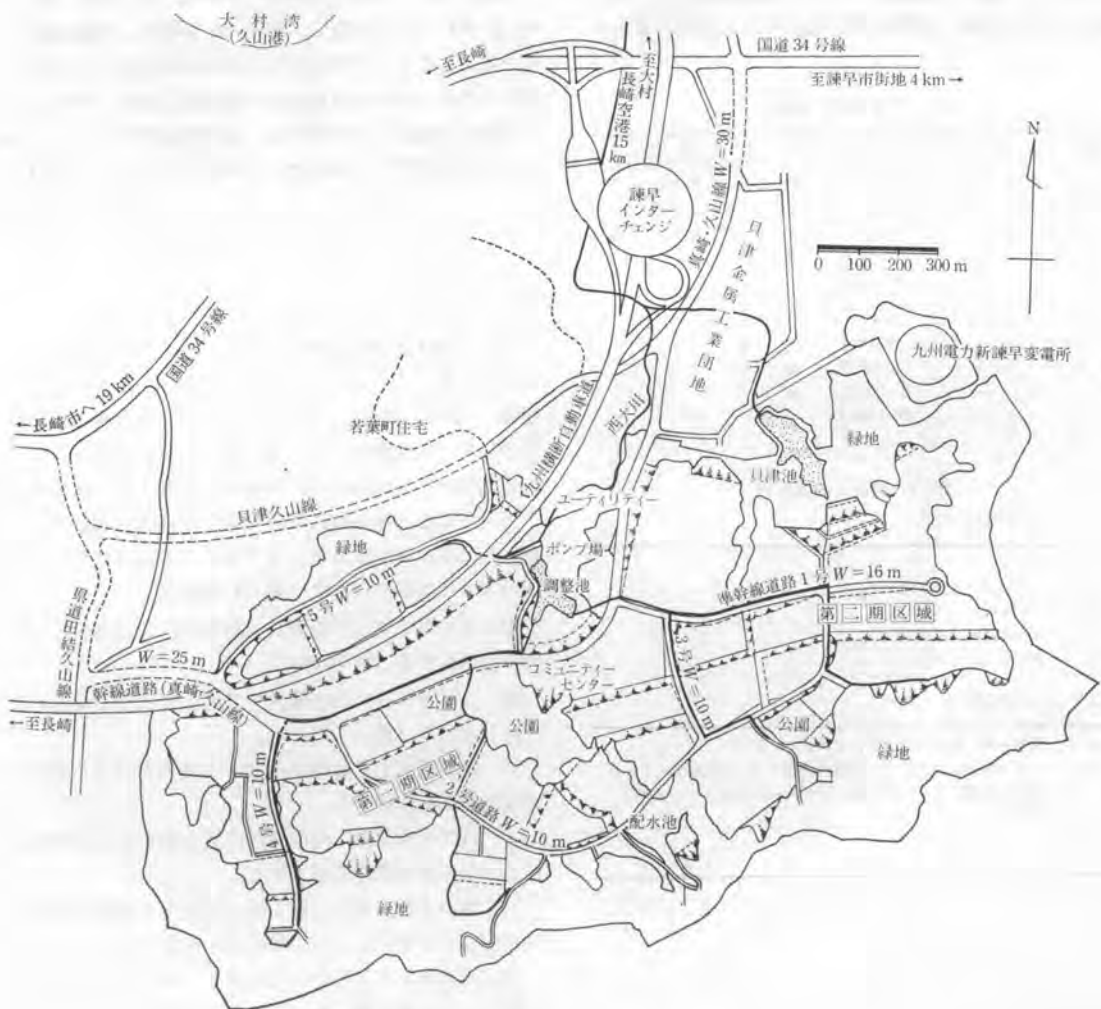 大村湾
(久山港)
国道34号線
←至長崎
至諫早市街地4km→
←至大村
長崎空港15km
N
真崎・久山線W=30m
諫早
インター
チェンジ
貝津金属工業団地
0 100 200 300m
国道34号線
九州電力新諫早変電所
←長崎市へ19km
若葉町住宅
九州横断自動車道
西大川
緑地
貝津池
ユーティリティー
貝津久山線
緑地
ポンプ場
調整池
5号W=10m
準幹線道路1号W=16m
第二期区域
県道田結久山線
W=25m
幹線道路(真崎・久山線)
コミュニティー
センター
3号W=10m
←至長崎
公園
公園
公園
緑地
4号W=10m
第二期区域
2号道路W=10m
配水池
緑地